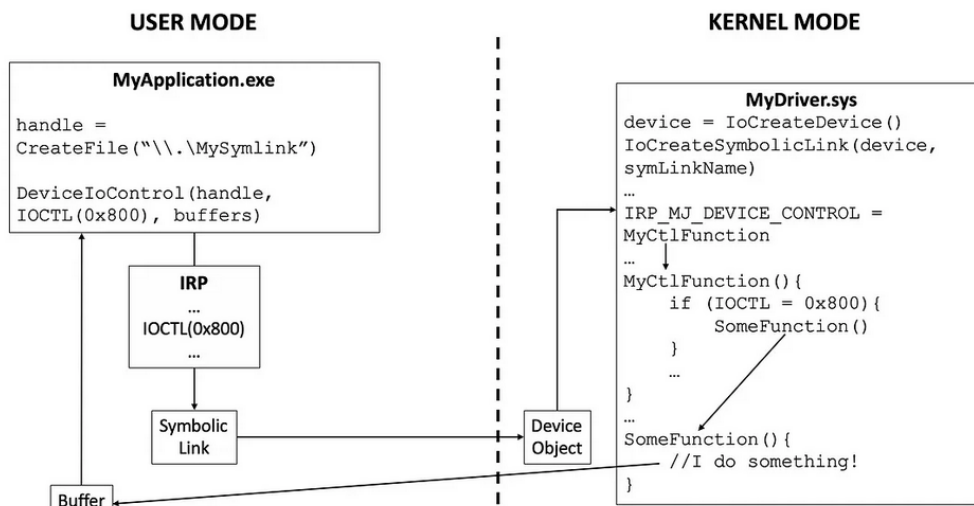 USER MODE
MyApplication.exe
handle =
CreateFile(“\\.\MySymlink”)
DeviceIoControl(handle,
IOCTL(0x800), buffers)
IRP
…
IOCTL(0x800)
…
Symbolic
Link
Buffer
KERNEL MODE
Device
Object
MyDriver.sys
device = IoCreateDevice()
IoCreateSymbolicLink(device,
symLinkName)
…
IRP_MJ_DEVICE_CONTROL =
MyCtlFunction
…
MyCtlFunction(){
if (IOCTL = 0x800){
SomeFunction()
}
…
}
…
SomeFunction(){
//I do something!
}